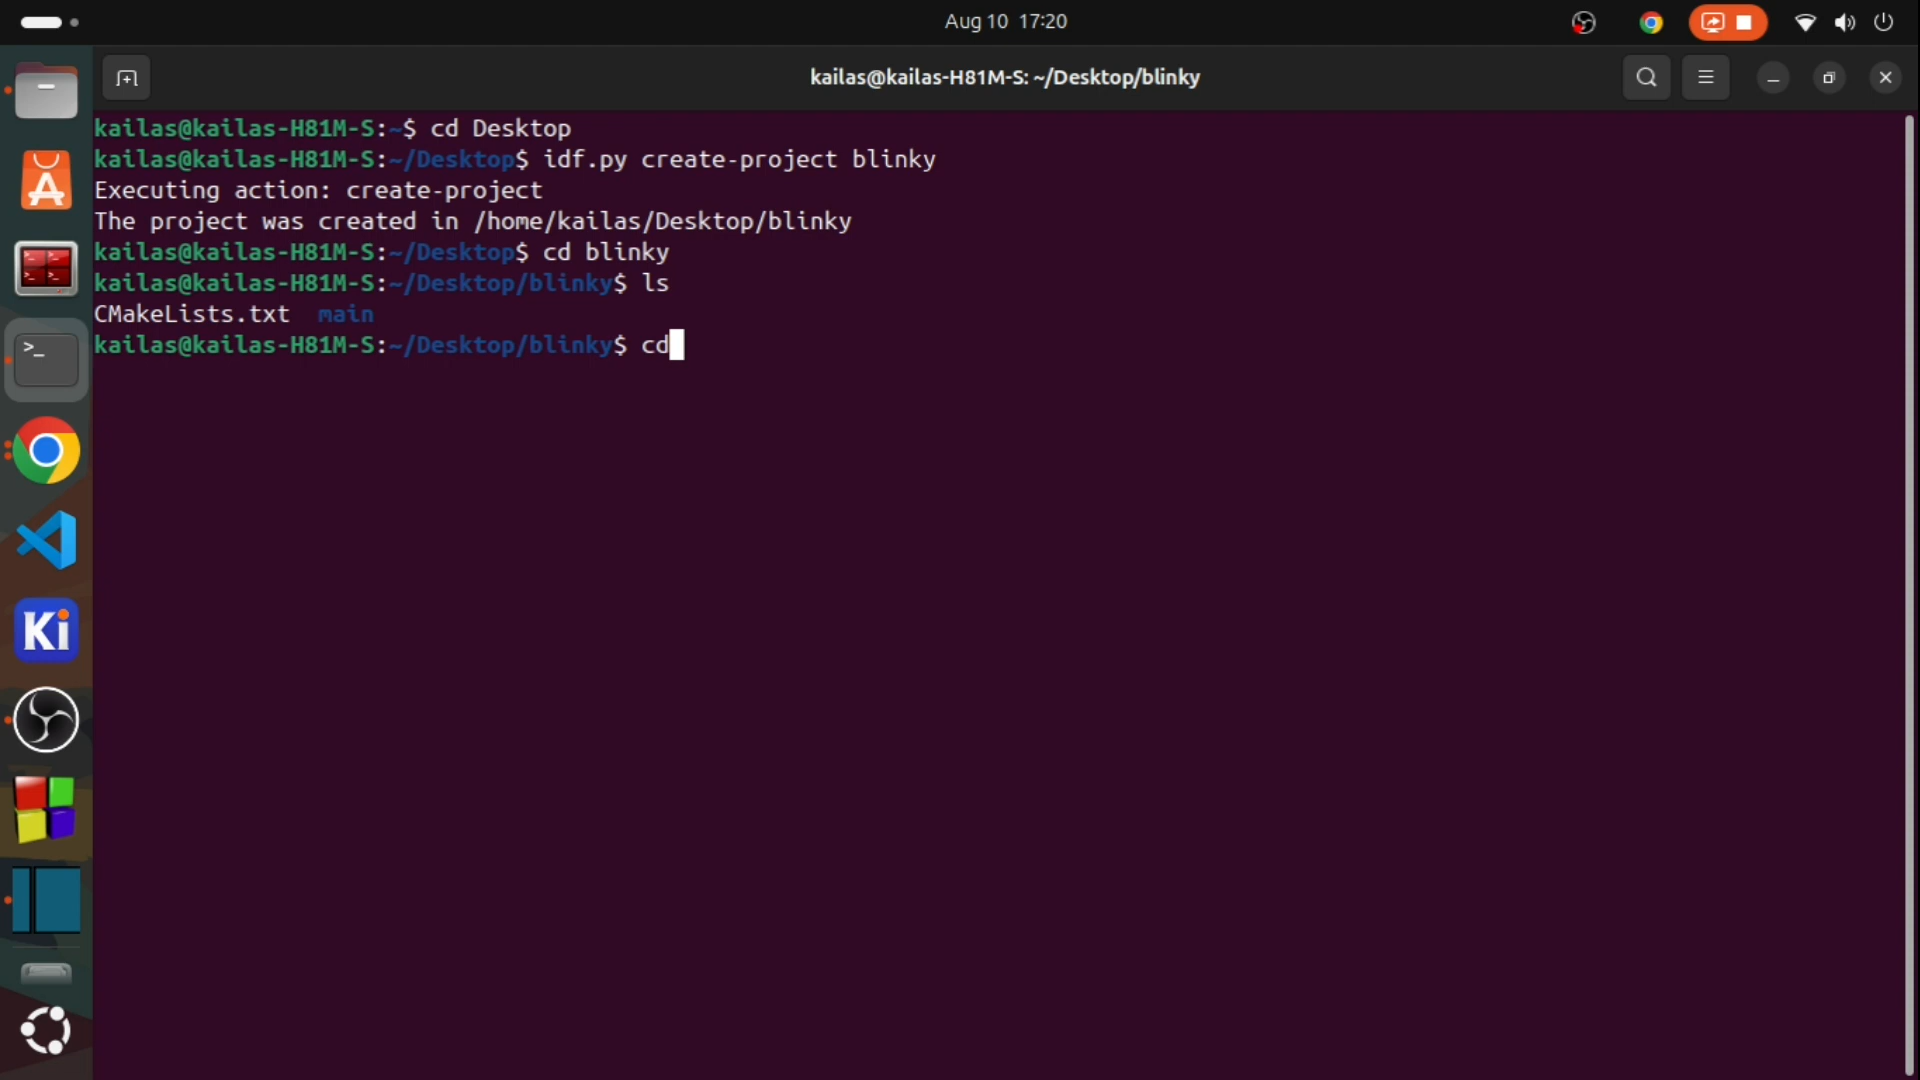 Aug 10 17:20
kailas@kailas-H81M-S: ~/Desktop/blinky
kailas@kailas-H81M-S:~$ cd Desktop
kailas@kailas-H81M-S:~/Desktop$ idf.py create-project blinky
Executing action: create-project
The project was created in /home/kailas/Desktop/blinky
kailas@kailas-H81M-S:~/Desktop$ cd blinky
kailas@kailas-H81M-S:~/Desktop/blinky$ ls
CMakeLists.txt  main
kailas@kailas-H81M-S:~/Desktop/blinky$ cd
>_
Ki